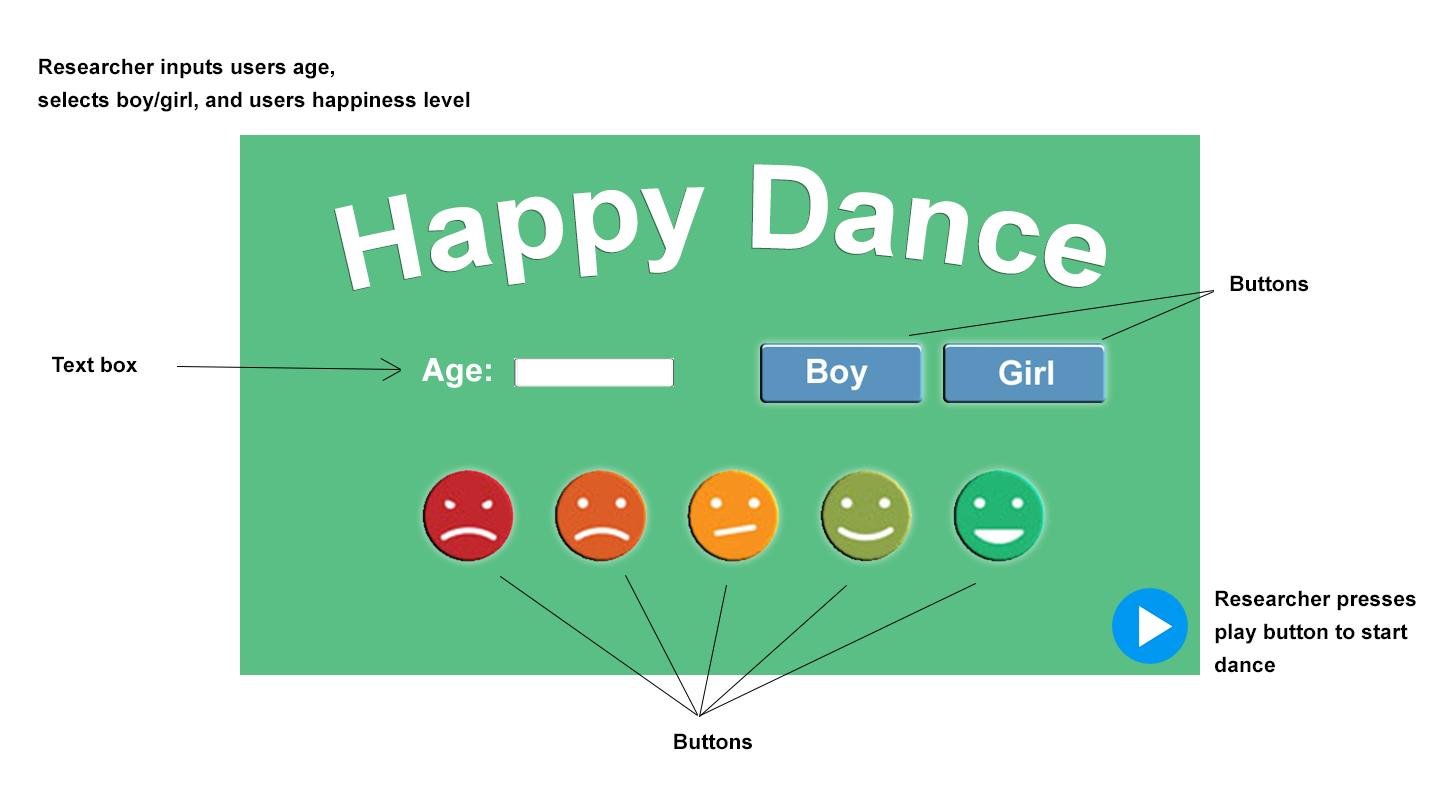 Researcher inputs users age,
selects boy/girl, and users happiness level
Happy Dance
Buttons
Text box
Age:
Boy
Girl
Researcher presses
play button to start
dance
Buttons